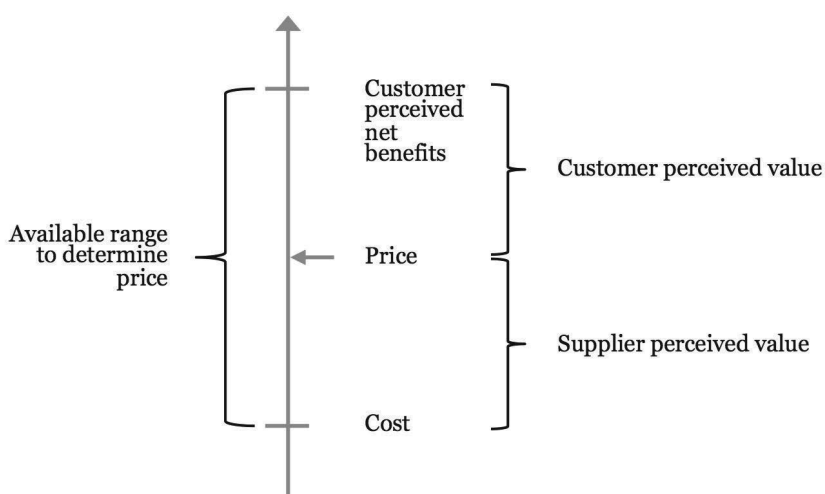 Customer
perceived
net
benefits
Customer perceived value
Available range
to determine
price
Price
Supplier perceived value
Cost